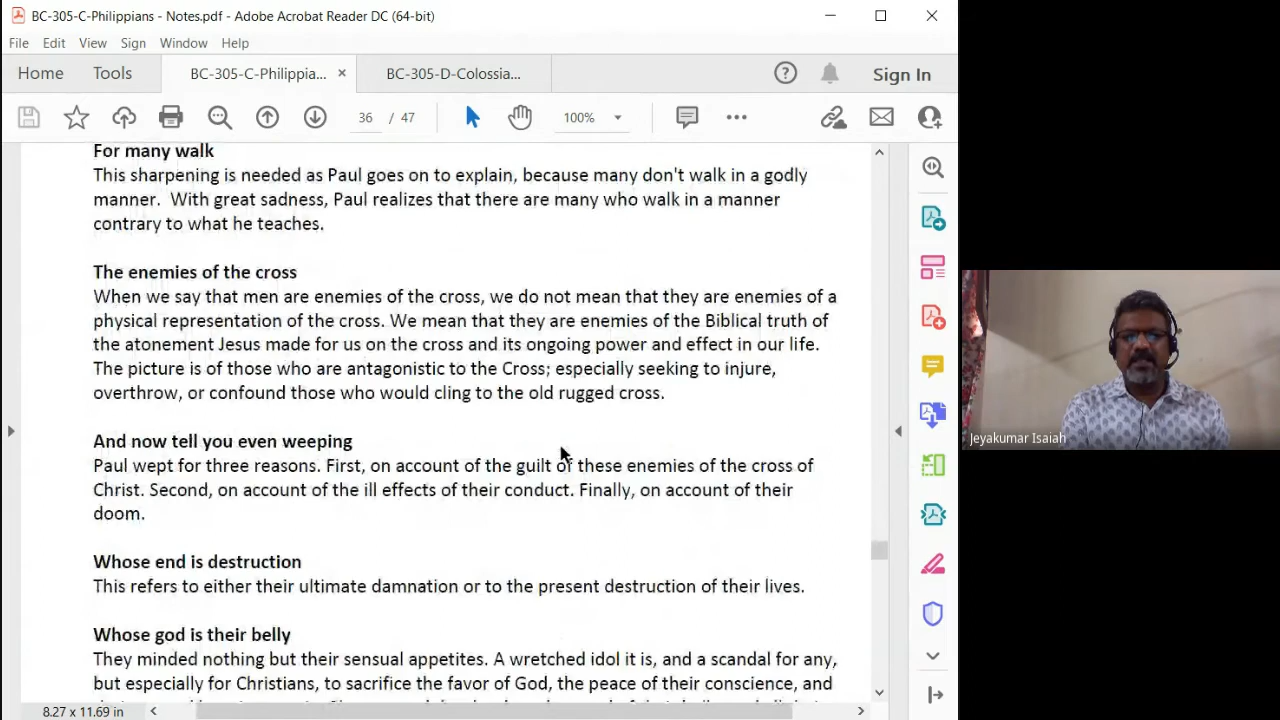 BC-305-C-Philippians - Notes.pdf - Adobe Acrobat Reader DC (64-bit)
File Edit View Sign Window Help
Home Tools BC-305-C-Philippia... × BC-305-D-Colossia... ? Sign In
36 / 47 100%
For many walk
This sharpening is needed as Paul goes on to explain, because many don't walk in a godly
manner. With great sadness, Paul realizes that there are many who walk in a manner
contrary to what he teaches.
The enemies of the cross
When we say that men are enemies of the cross, we do not mean that they are enemies of a
physical representation of the cross. We mean that they are enemies of the Biblical truth of
the atonement Jesus made for us on the cross and its ongoing power and effect in our life.
The picture is of those who are antagonistic to the Cross; especially seeking to injure,
overthrow, or confound those who would cling to the old rugged cross.
And now tell you even weeping
Paul wept for three reasons. First, on account of the guilt of these enemies of the cross of
Christ. Second, on account of the ill effects of their conduct. Finally, on account of their
doom.
Whose end is destruction
This refers to either their ultimate damnation or to the present destruction of their lives.
Whose god is their belly
They minded nothing but their sensual appetites. A wretched idol it is, and a scandal for any,
but especially for Christians, to sacrifice the favor of God, the peace of their conscience, and
8.27 x 11.69 in
Jeyakumar Isaiah